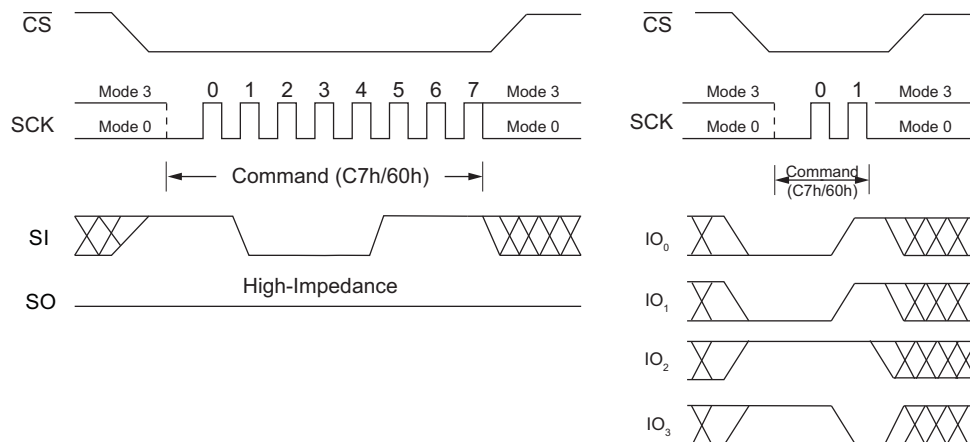 CS
SCK
Mode 3
Mode 0
0 1 2 3 4 5 6 7
Mode 3
Mode 0
Command (C7h/60h)
SI
High-Impedance
SO
CS
SCK
Mode 3
Mode 0
0 1
Mode 3
Mode 0
Command
(C7h/60h)
IO0
IO1
IO2
IO3